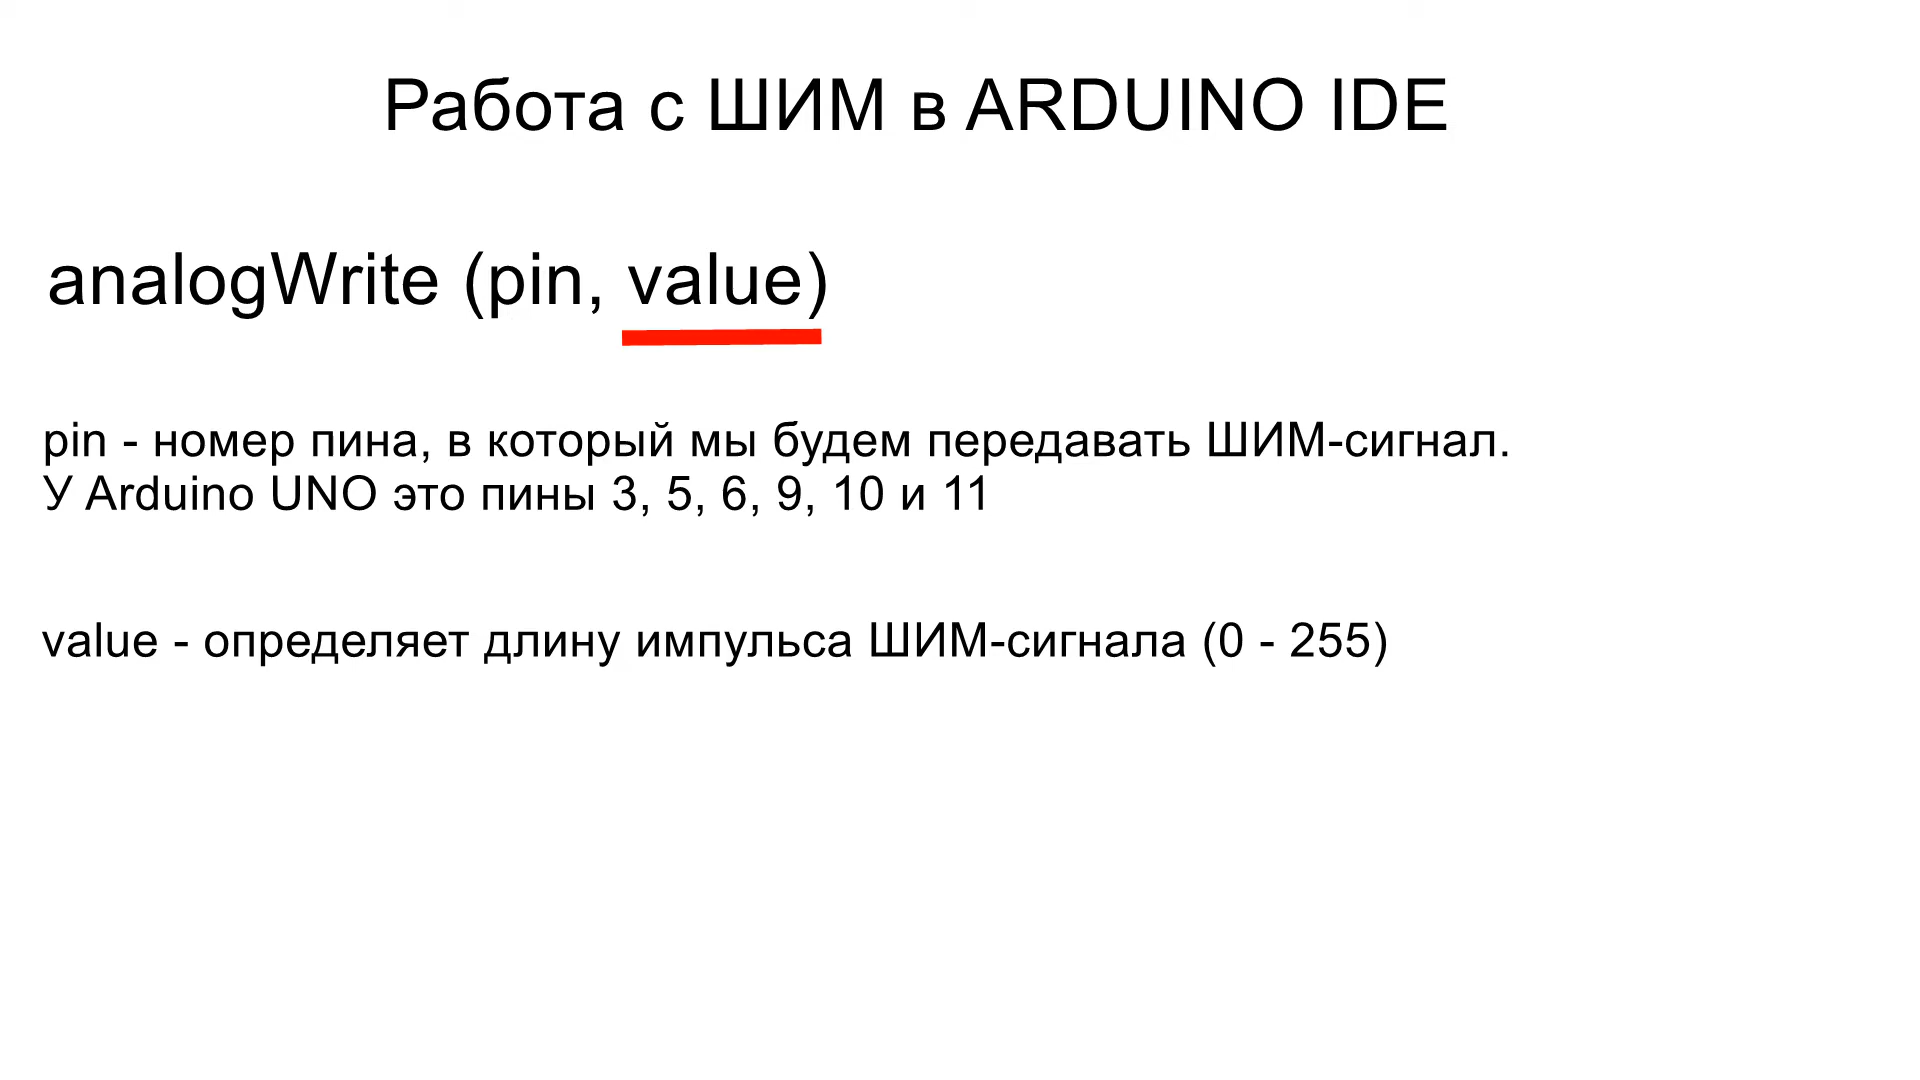 Работа с ШИМ в ARDUINO IDE
analogWrite (pin, value)
pin - номер пина, в который мы будем передавать ШИМ-сигнал.
У Arduino UNO это пины 3, 5, 6, 9, 10 и 11
value - определяет длину импульса ШИМ-сигнала (0 - 255)